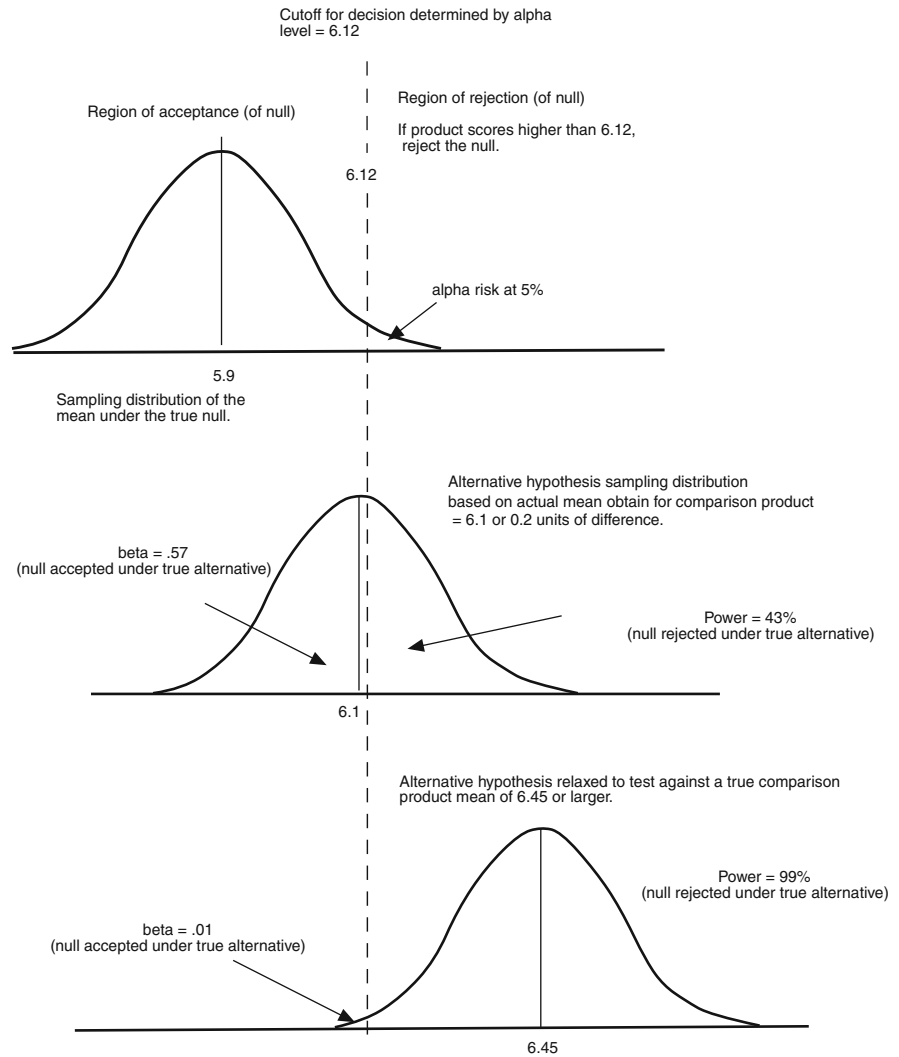 Cutoff for decision determined by alpha
level = 6.12
Region of acceptance (of null)
Region of rejection (of null)
If product scores higher than 6.12,
reject the null.
6.12
alpha risk at 5%
5.9
Sampling distribution of the
mean under the true null.
Alternative hypothesis sampling distribution
based on actual mean obtain for comparison product
= 6.1 or 0.2 units of difference.
beta = .57
(null accepted under true alternative)
Power = 43%
(null rejected under true alternative)
6.1
Alternative hypothesis relaxed to test against a true comparison
product mean of 6.45 or larger.
Power = 99%
(null rejected under true alternative)
beta = .01
(null accepted under true alternative)
6.45